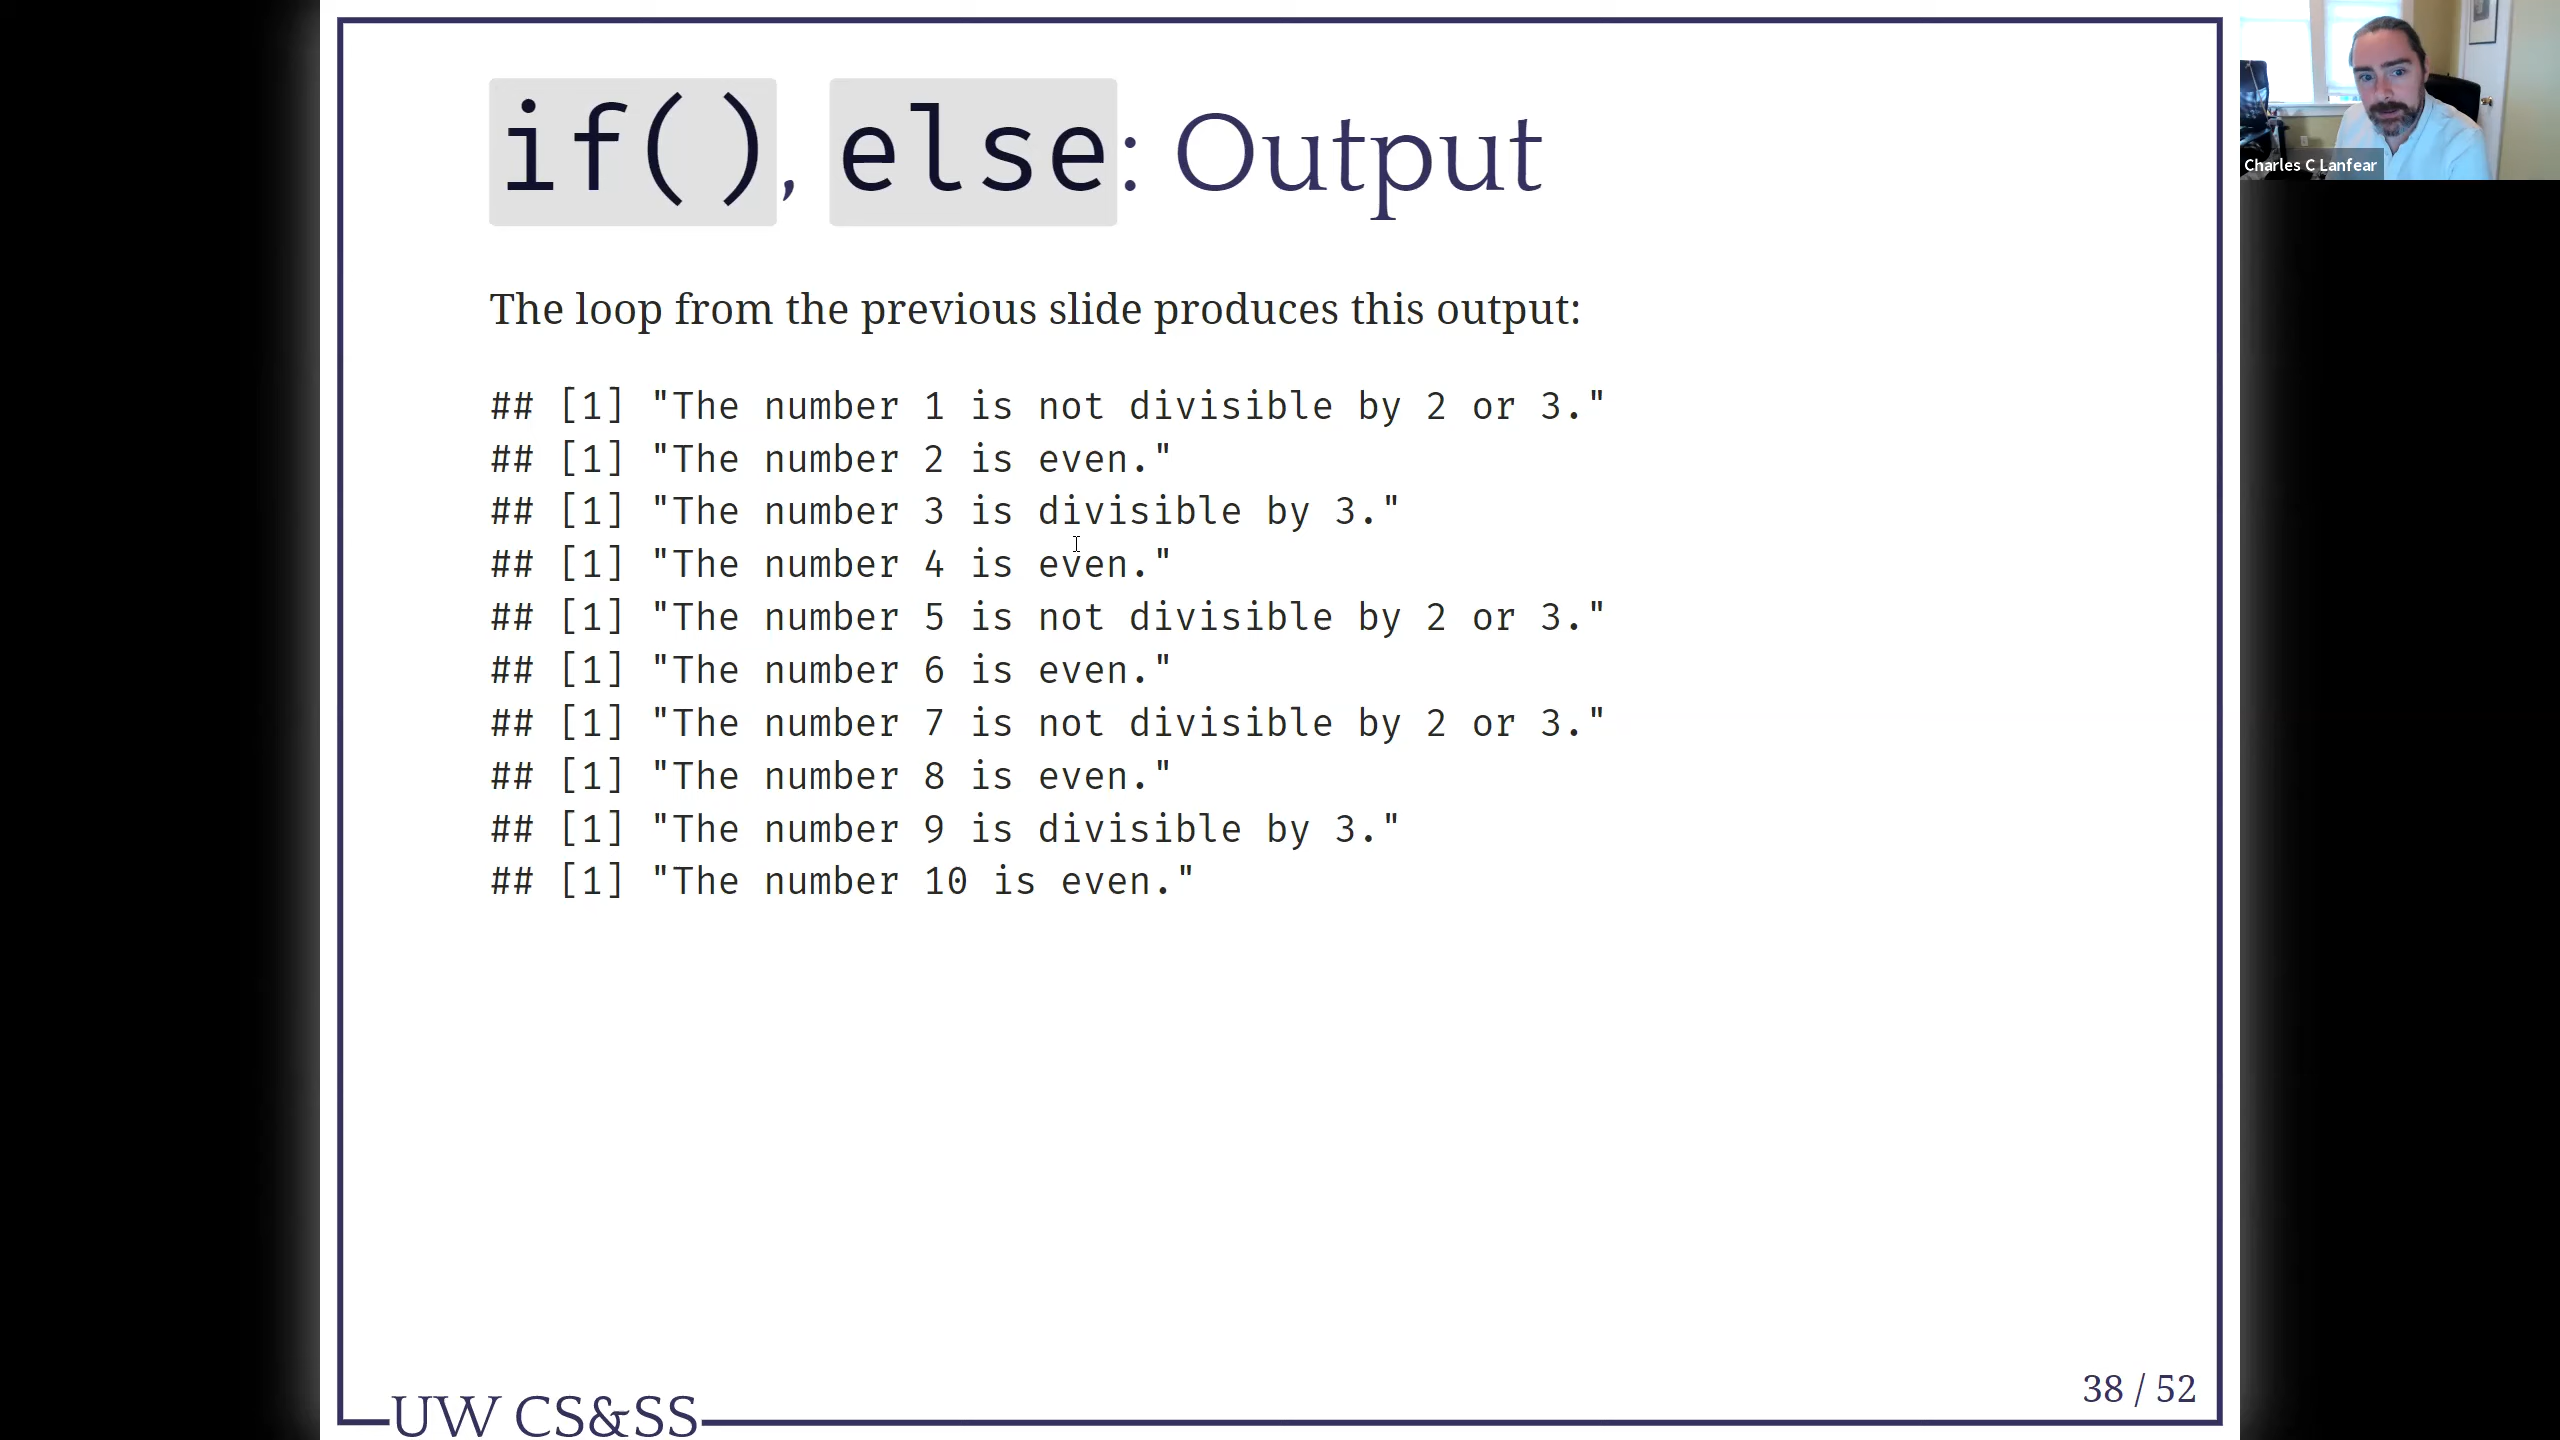 if(), else: Output
Charles C Lanfear
The loop from the previous slide produces this output:
## [1] "The number 1 is not divisible by 2 or 3."
## [1] "The number 2 is even."
## [1] "The number 3 is divisible by 3."
## [1] "The number 4 is even."
## [1] "The number 5 is not divisible by 2 or 3."
## [1] "The number 6 is even."
## [1] "The number 7 is not divisible by 2 or 3."
## [1] "The number 8 is even."
## [1] "The number 9 is divisible by 3."
## [1] "The number 10 is even."
38 / 52
UW CS&SS